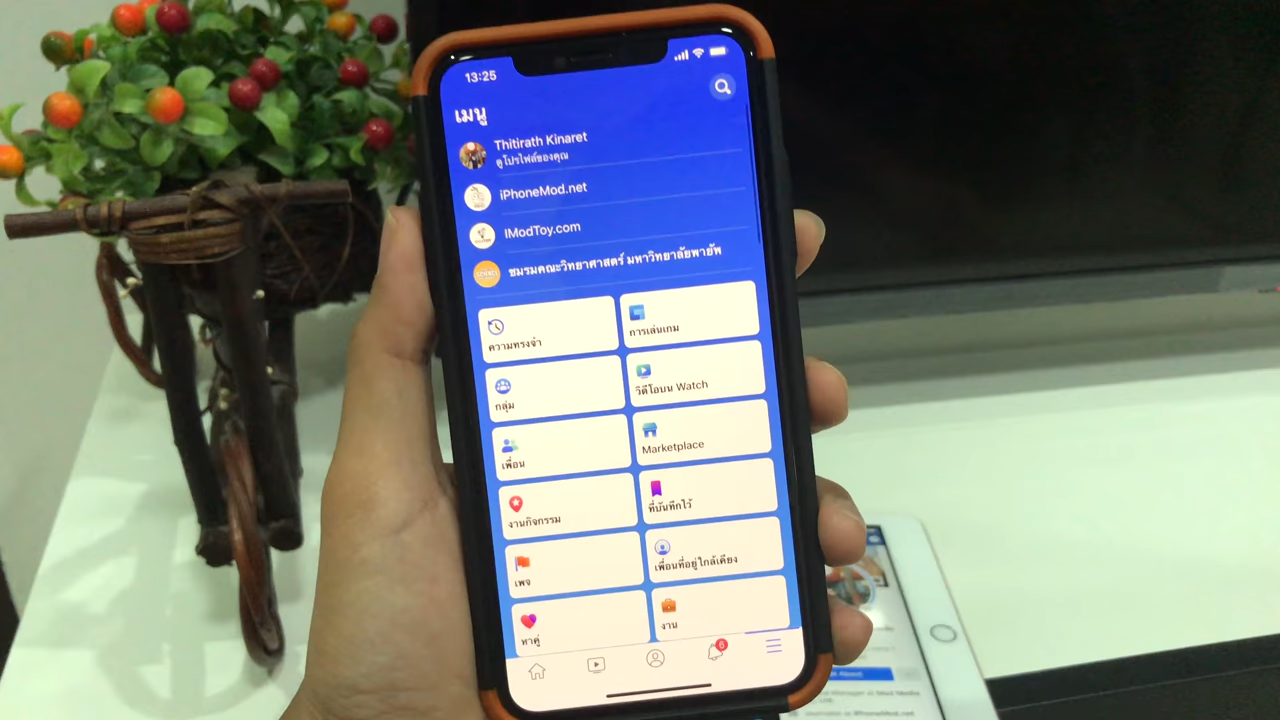 13:25
เมนู
Thitirath Kinaret
ดูโปรไฟล์ของคุณ
iPhoneMod.net
IModToy.com
ชมรมคณะวิทยาศาสตร์ มหาวิทยาลัยพายัพ
ความทรงจำ
การเล่นเกม
กลุ่ม
วิดีโอบน Watch
เพื่อน
Marketplace
งานกิจกรรม
ที่บันทึกไว้
เพจ
เพื่อนที่อยู่ใกล้เคียง
หาคู่
งาน
6
About
Manager at
iPhoneMod.net